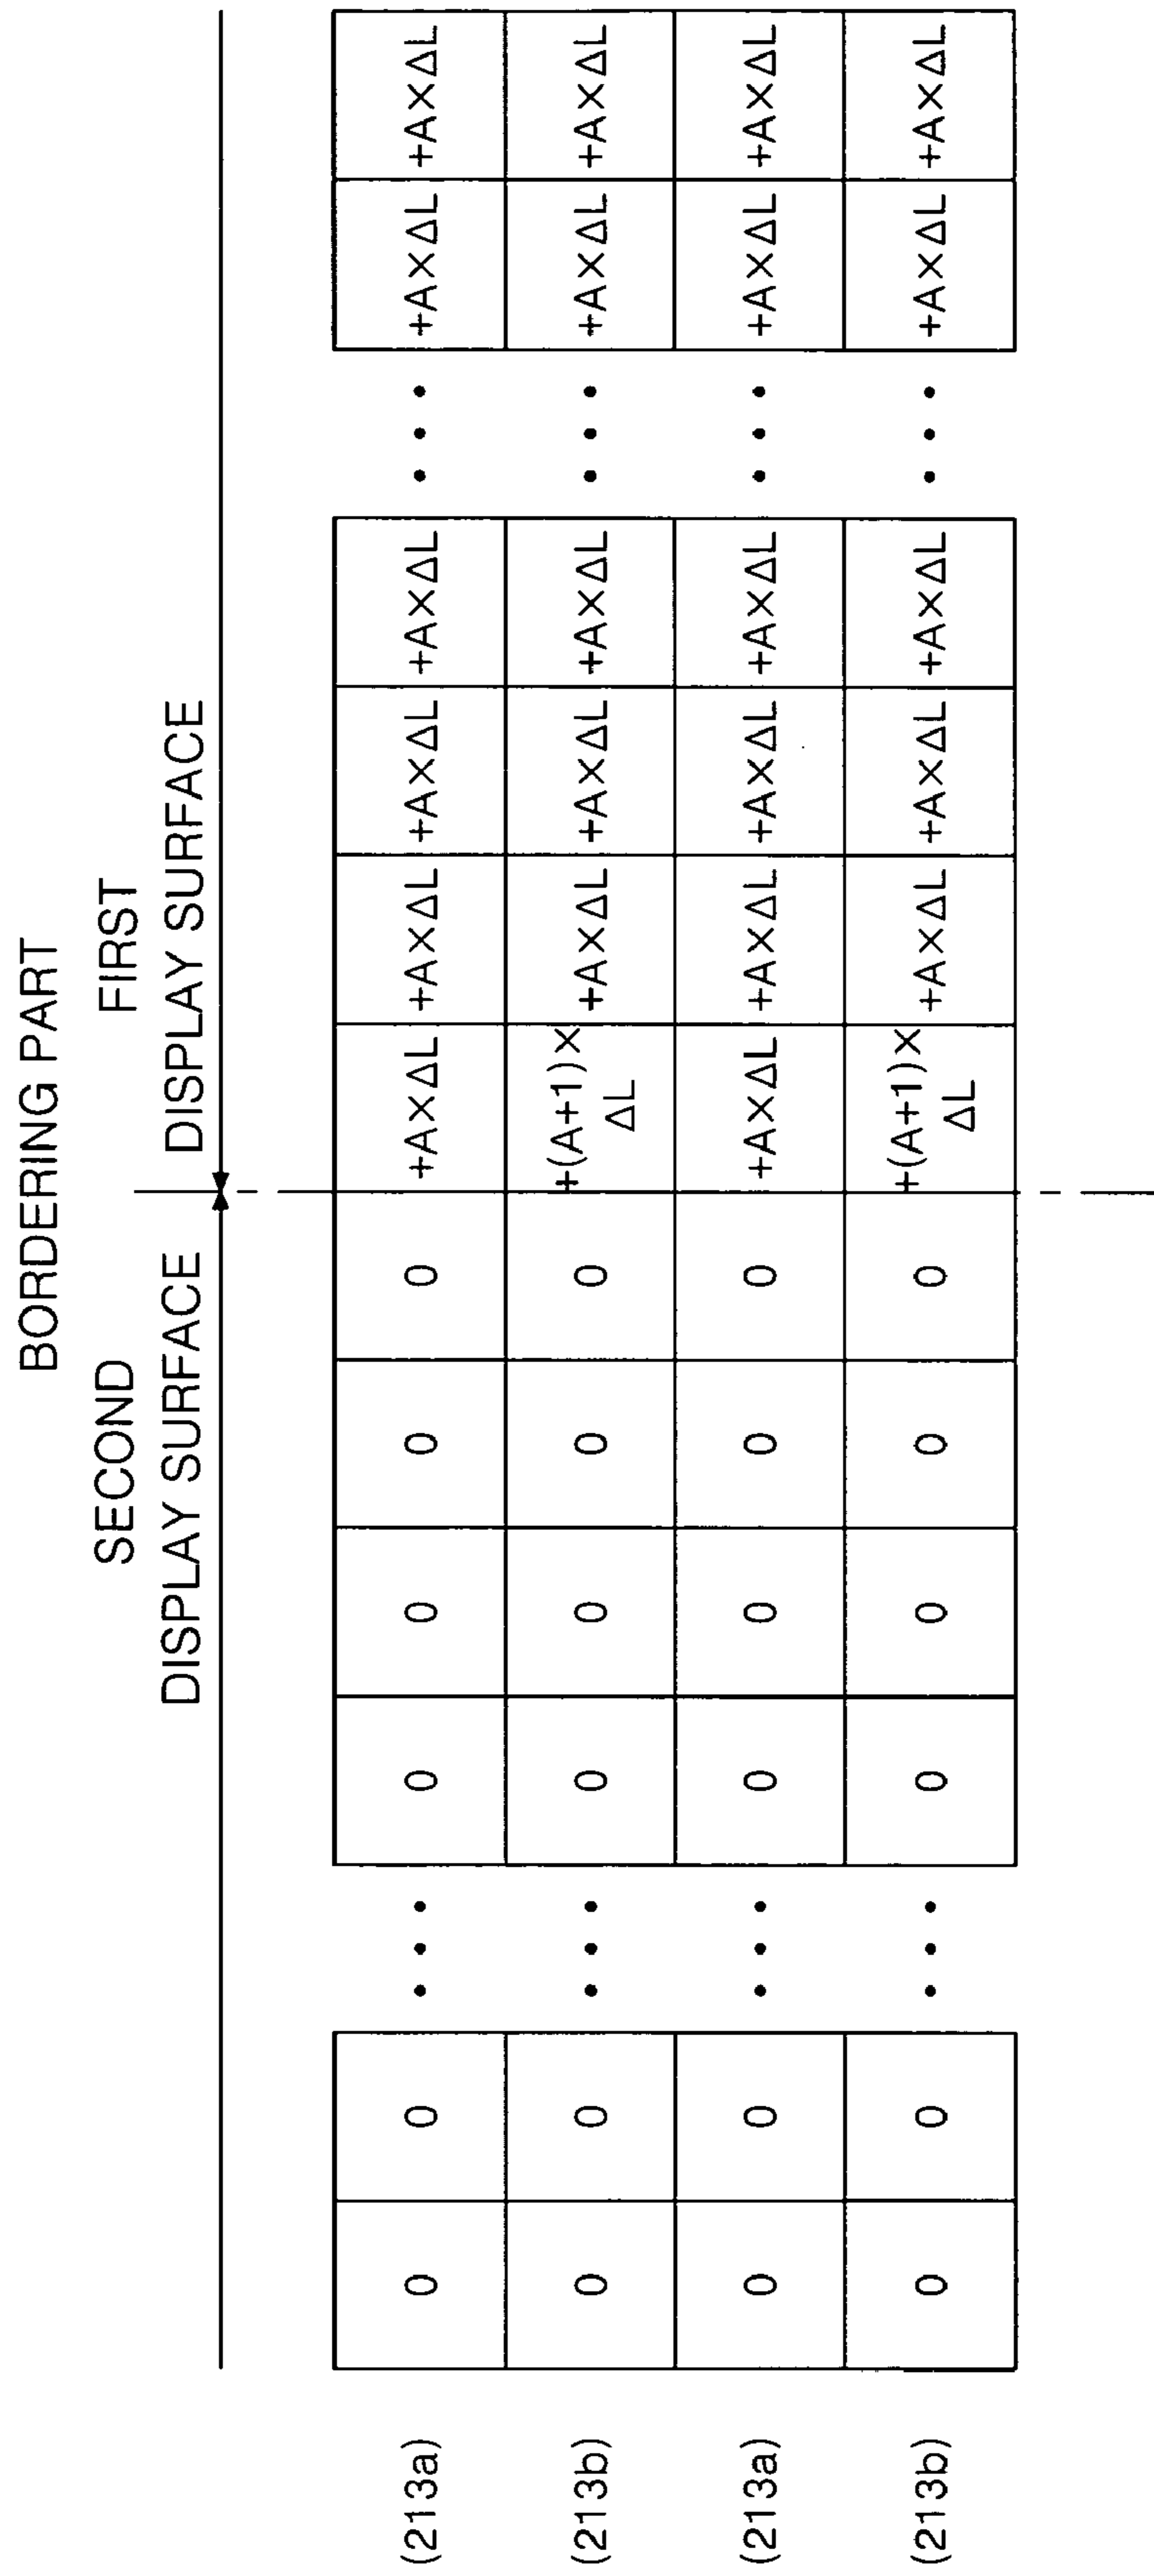 BORDERING PART
SECOND
DISPLAY SURFACE
FIRST
DISPLAY SURFACE
(213a) 0 0 ••• 0 0 0 0 +A×ΔL +A×ΔL +A×ΔL +A×ΔL ••• +A×ΔL +A×ΔL
(213b) 0 0 ••• 0 0 0 0 +(A+1)× +A×ΔL +A×ΔL +A×ΔL ••• +A×ΔL +A×ΔL
ΔL
(213a) 0 0 ••• 0 0 0 0 +A×ΔL +A×ΔL +A×ΔL +A×ΔL ••• +A×ΔL +A×ΔL
(213b) 0 0 ••• 0 0 0 0 +(A+1)× +A×ΔL +A×ΔL +A×ΔL ••• +A×ΔL +A×ΔL
ΔL